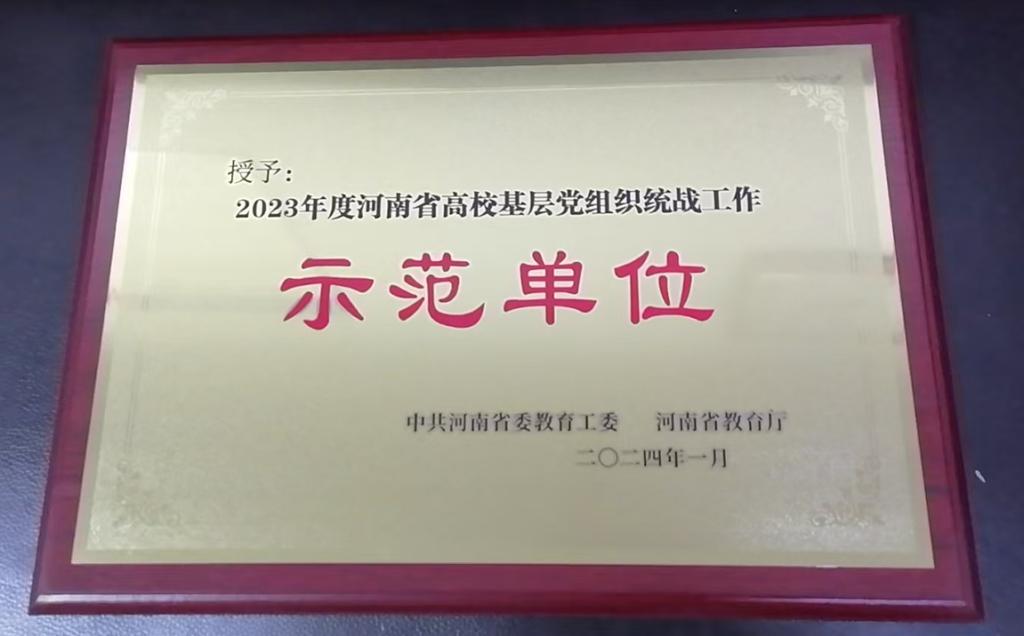 授予：
2023年度河南省高校基层党组织统战工作
示范单位
中共河南省委教育工委 河南省教育厅
二〇二四年一月